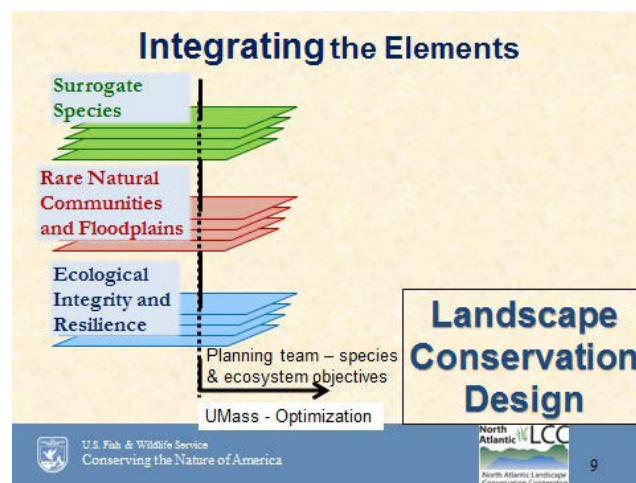 Integrating the Elements
Surrogate
Species
Rare Natural
Communities
and Floodplains
Ecological
Integrity and
Resilience
Planning team – species
& ecosystem objectives
UMass - Optimization
Landscape
Conservation
Design
U.S. Fish & Wildlife Service
Conserving the Nature of America
North
Atlantic LCC
North Atlantic Landscape
Conservation Cooperative
9